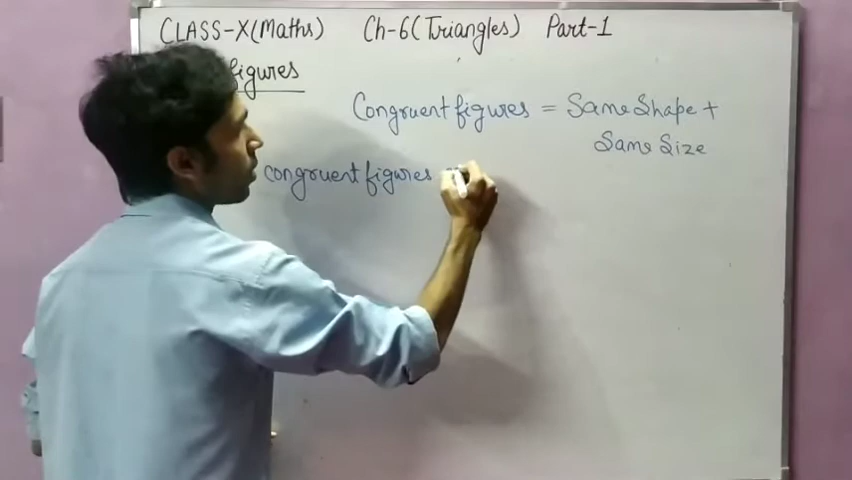 CLASS-X(Maths) Ch-6(Triangles) Part-1
figures
Congruent figures = Same Shape +
Same Size
congruent figures